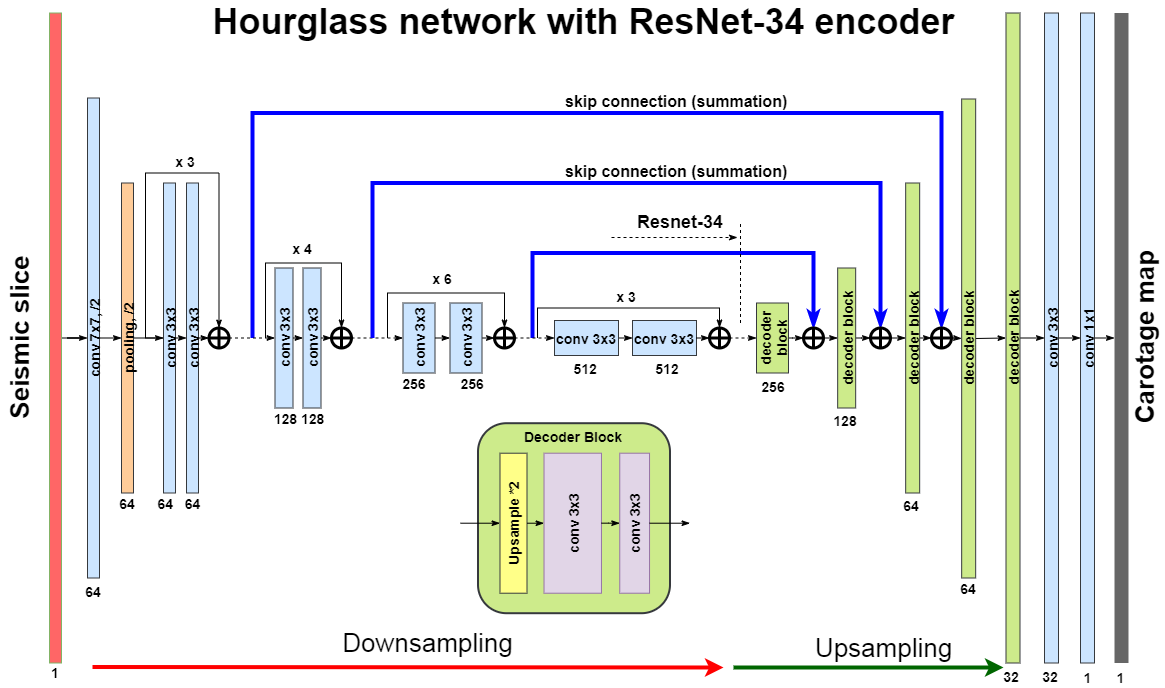 Hourglass network with ResNet-34 encoder
skip connection (summation)
skip connection (summation)
Resnet-34
x 3
x 4
x 6
x 3
Seismic slice
conv 7x7, /2
pooling, /2
conv 3x3
conv 3x3
conv 3x3
conv 3x3
conv 3x3
conv 3x3
conv 3x3
conv 3x3
decoder
block
decoder block
decoder block
decoder block
decoder block
conv 3x3
conv 1x1
Carotage map
512
512
256
256
256
128
128
128
64
64
64
64
64
64
Decoder Block
Upsample *2
conv 3x3
conv 3x3
Downsampling
Upsampling
1
32
32
1
1